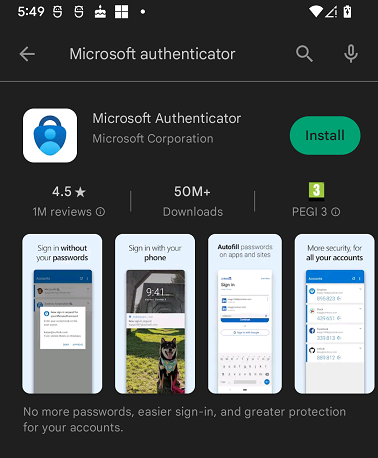 5:49
Microsoft authenticator
Microsoft Authenticator
Microsoft Corporation
Install
4.5★
1M reviews
50M+
Downloads
3
PEGI 3
Sign in without
your passwords
Sign in with your
phone
9:41
Autofill passwords
on apps and sites
Sign in
More security, for
all your accounts
Accounts
No more passwords, easier sign-in, and greater protection
for your accounts.